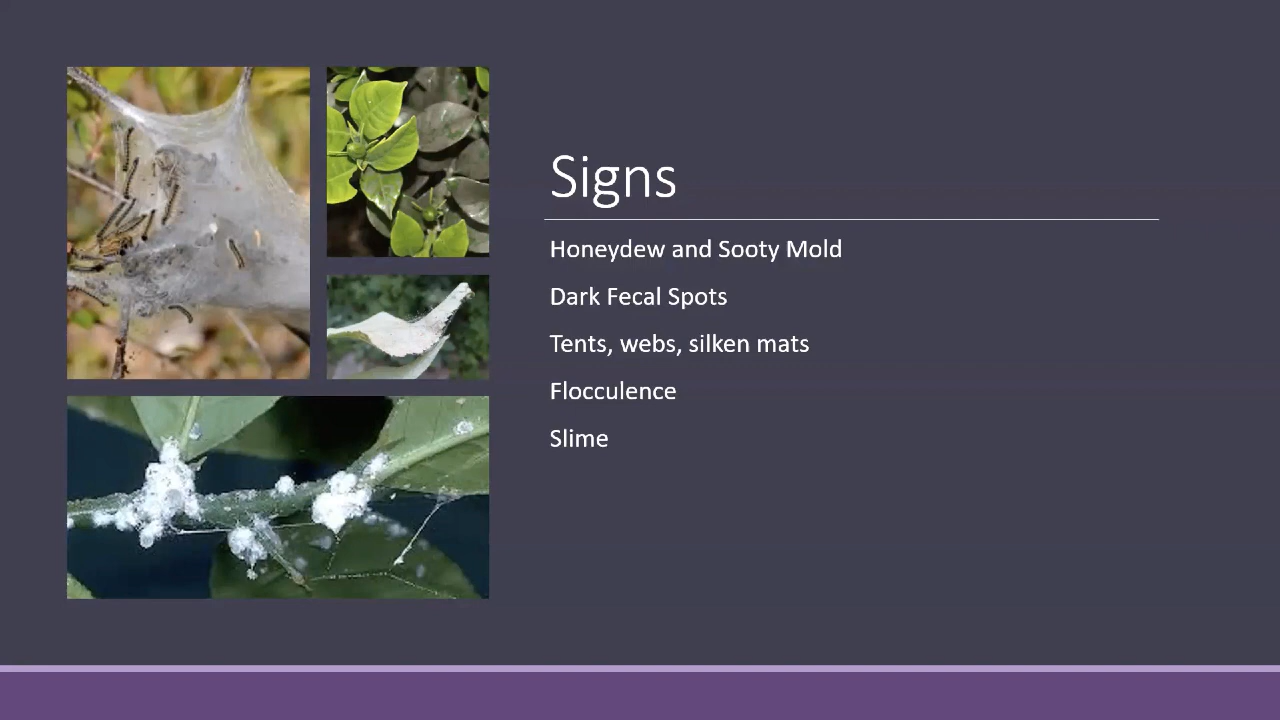 Signs
Honeydew and Sooty Mold
Dark Fecal Spots
Tents, webs, silken mats
Flocculence
Slime